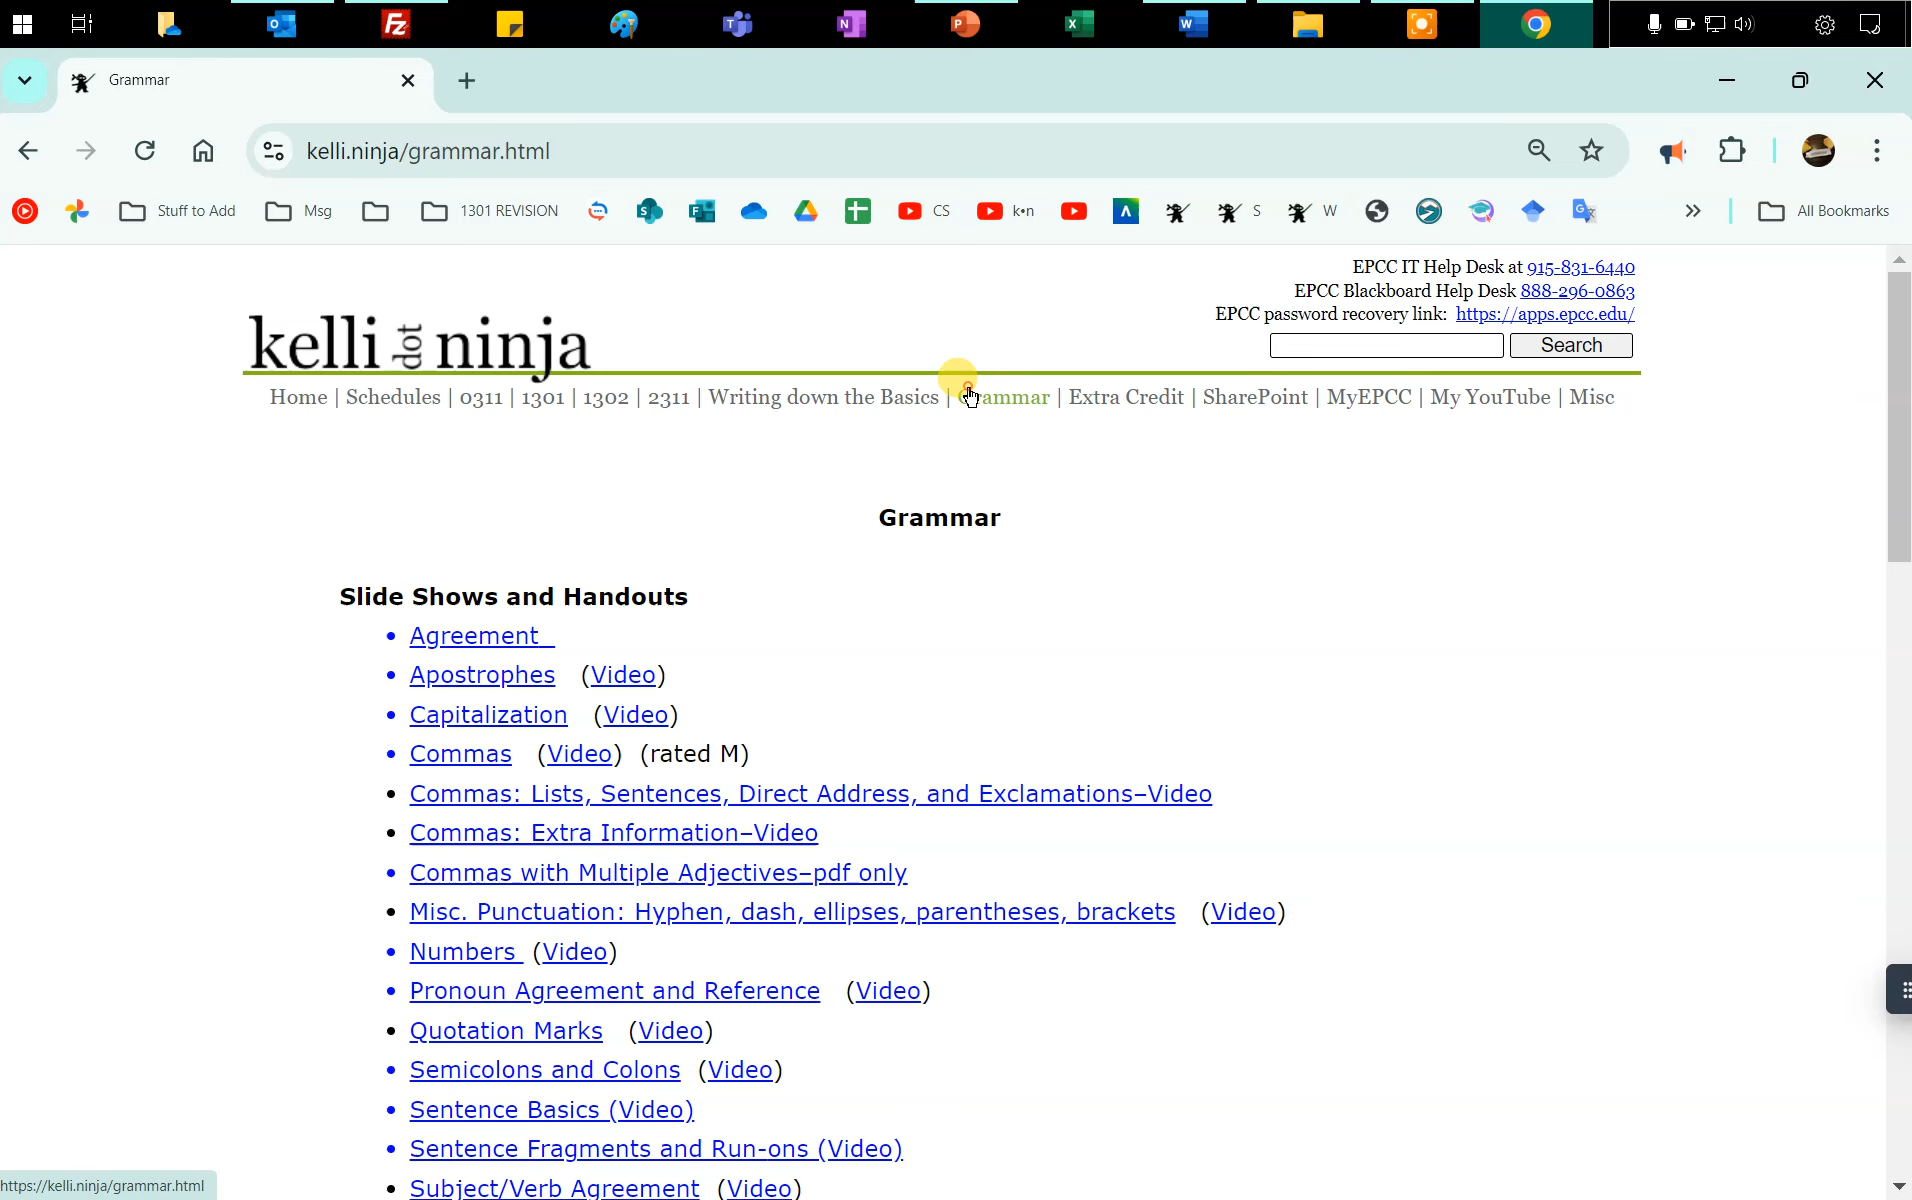 Grammar
kelli.ninja/grammar.html
Stuff to Add
Msg
1301 REVISION
CS
k•n
S
W
All Bookmarks
EPCC IT Help Desk at 915-831-6440
EPCC Blackboard Help Desk 888-296-0863
EPCC password recovery link: https://apps.epcc.edu/
kelli dot ninja
Search
Home | Schedules | 0311 | 1301 | 1302 | 2311 | Writing down the Basics | Grammar | Extra Credit | SharePoint | MyEPCC | My YouTube | Misc
Grammar
Slide Shows and Handouts
• Agreement
• Apostrophes (Video)
• Capitalization (Video)
• Commas (Video) (rated M)
• Commas: Lists, Sentences, Direct Address, and Exclamations–Video
• Commas: Extra Information–Video
• Commas with Multiple Adjectives–pdf only
• Misc. Punctuation: Hyphen, dash, ellipses, parentheses, brackets (Video)
• Numbers (Video)
• Pronoun Agreement and Reference (Video)
• Quotation Marks (Video)
• Semicolons and Colons (Video)
• Sentence Basics (Video)
• Sentence Fragments and Run-ons (Video)
• Subject/Verb Agreement (Video)
https://kelli.ninja/grammar.html